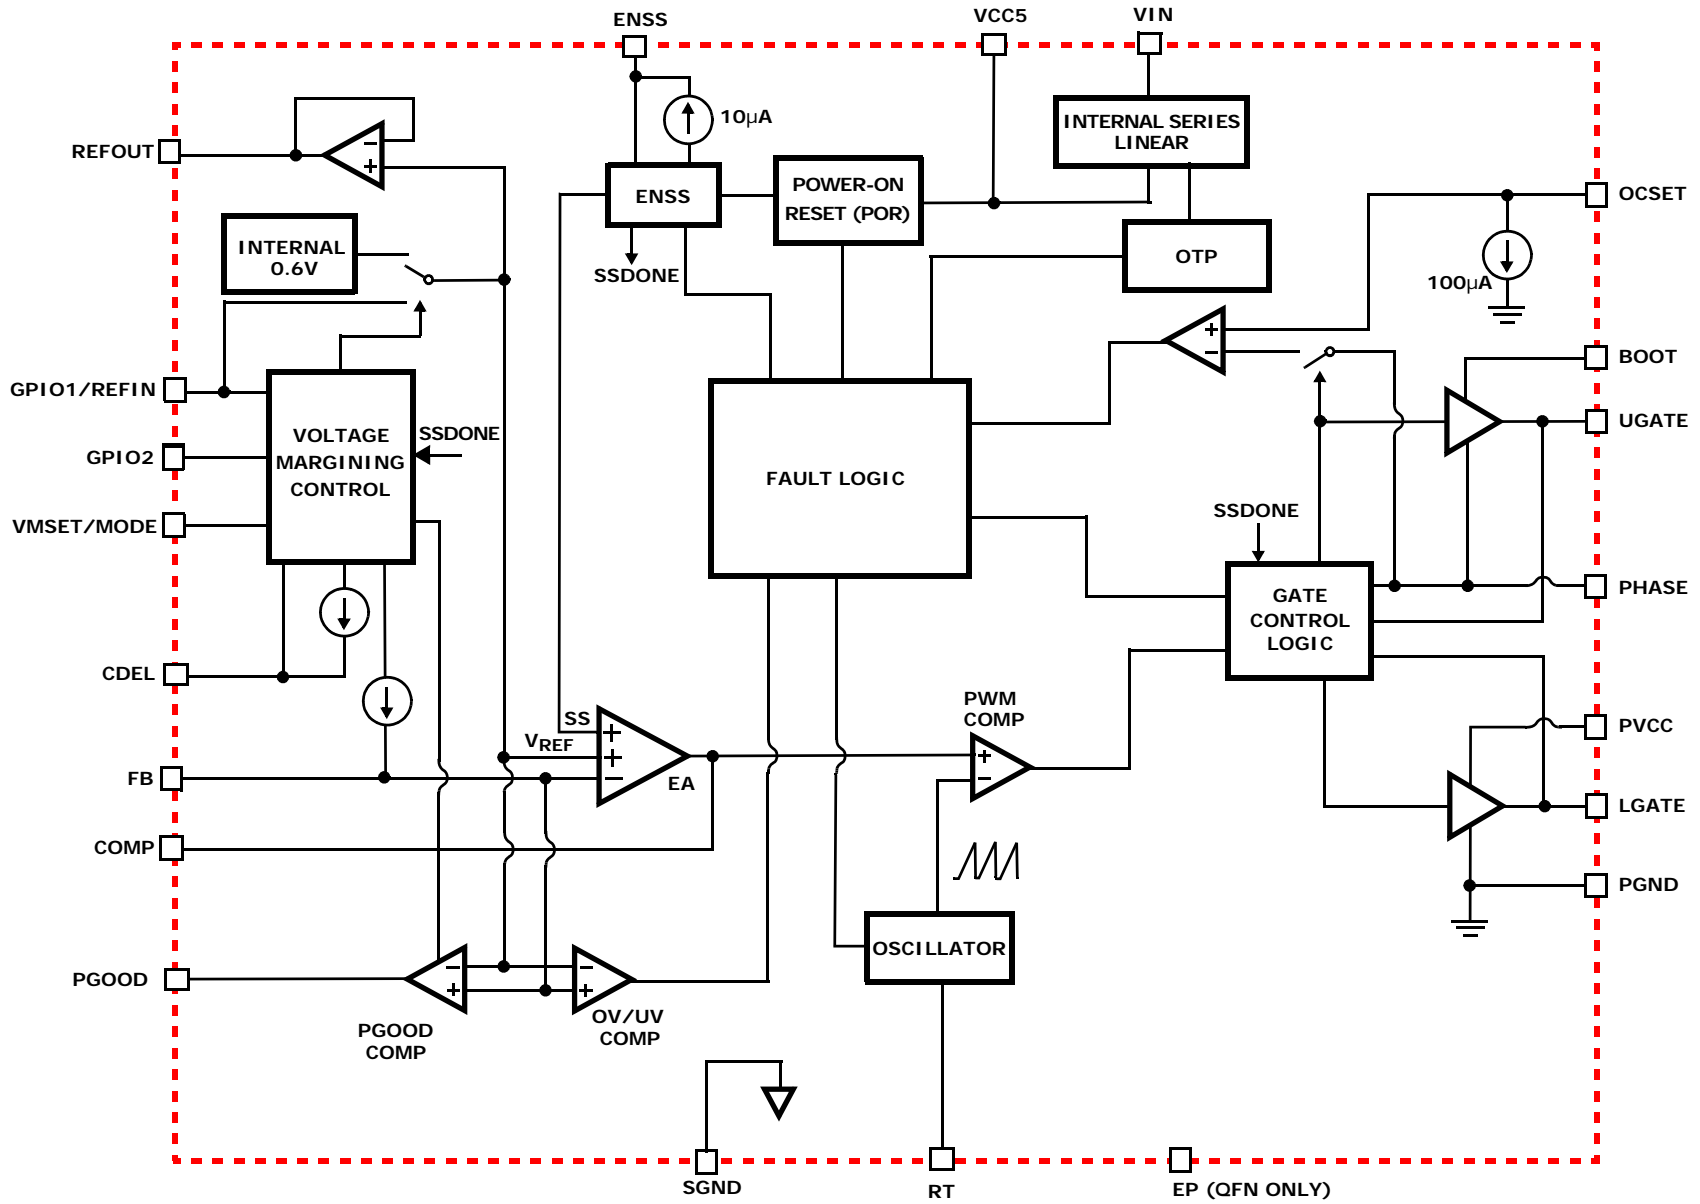 ENSS
VCC5
VIN
10µA
INTERNAL SERIES
LINEAR
REFOUT
−
+
ENSS
POWER-ON
RESET (POR)
OCSET
INTERNAL
0.6V
SSDONE
OTP
100µA
+
−
BOOT
GPIO1/REFIN
UGATE
VOLTAGE
MARGINING
CONTROL
SSDONE
GPIO2
FAULT LOGIC
VMSET/MODE
SSDONE
GATE
CONTROL
LOGIC
PHASE
CDEL
PWM
COMP
SS
VREF
+
+
−
EA
+
−
PVCC
FB
LGATE
COMP
PGND
OSCILLATOR
PGOOD
−
+
−
+
PGOOD
COMP
OV/UV
COMP
SGND
RT
EP (QFN ONLY)